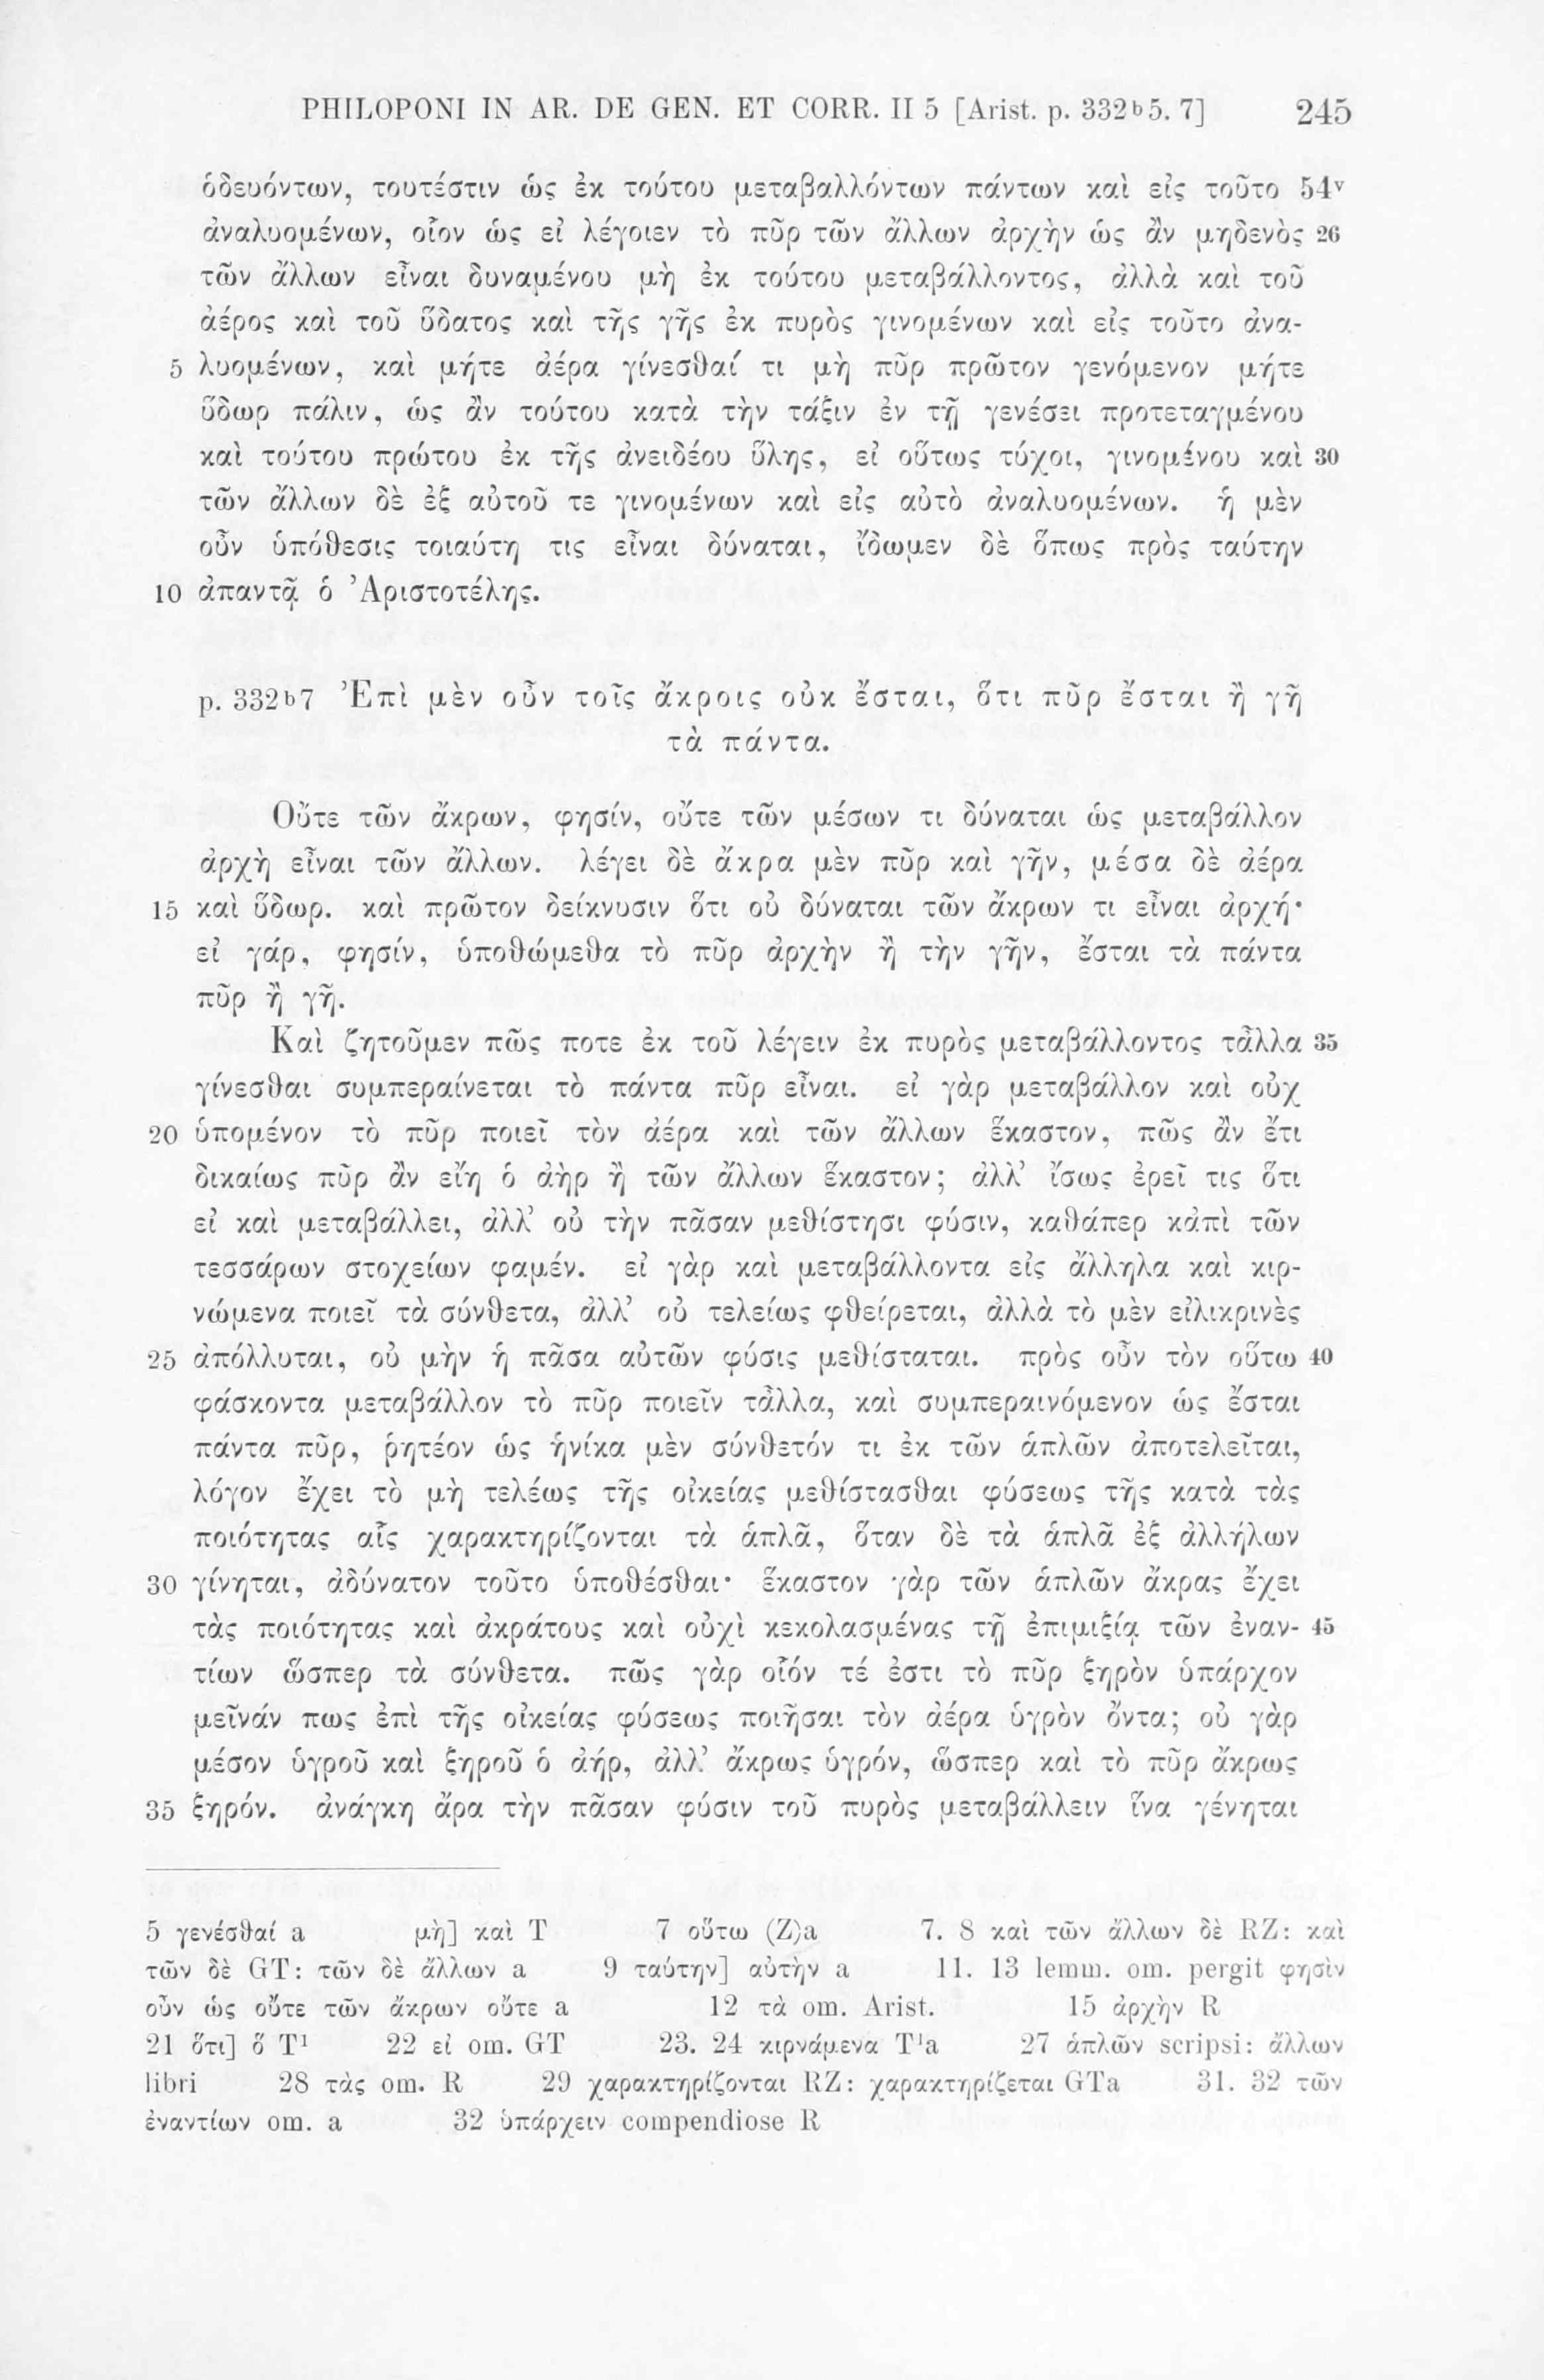 PHILOPONI IN AR. DE GEN. ET CORR. II 5 [Arist. p. 332ᵇ5. 7] 245
ὁδευόντων, τουτέστιν ὡς ἐκ τούτου μεταβαλλόντων πάντων καὶ εἰς τοῦτο 54ᵛ
ἀναλυομένων, οἷον ὡς εἰ λέγοιεν τὸ πῦρ τῶν ἄλλων ἀρχὴν ὡς ἂν μηδενὸς 26
τῶν ἄλλων εἶναι δυναμένου μὴ ἐκ τούτου μεταβάλλοντος, ἀλλὰ καὶ τοῦ
ἀέρος καὶ τοῦ ὕδατος καὶ τῆς γῆς ἐκ πυρὸς γινομένων καὶ εἰς τοῦτο ἀνα-
5 λυομένων, καὶ μήτε ἀέρα γίνεσθαί τι μὴ πῦρ πρῶτον γενόμενον μήτε
ὕδωρ πάλιν, ὡς ἂν τούτου κατὰ τὴν τάξιν ἐν τῇ γενέσει προτεταγμένου
καὶ τούτου πρώτου ἐκ τῆς ἀνειδέου ὕλης, εἰ οὕτως τύχοι, γινομένου καὶ 30
τῶν ἄλλων δὲ ἐξ αὐτοῦ τε γινομένων καὶ εἰς αὐτὸ ἀναλυομένων. ἡ μὲν
οὖν ὑπόθεσις τοιαύτη τις εἶναι δύναται, ἴδωμεν δὲ ὅπως πρὸς ταύτην
10 ἀπαντᾷ ὁ Ἀριστοτέλης.
p. 332ᵇ7 Ἐπὶ μὲν οὖν τοῖς ἄκροις οὐκ ἔσται, ὅτι πῦρ ἔσται ἢ γῆ
τὰ πάντα.
Οὔτε τῶν ἄκρων, φησίν, οὔτε τῶν μέσων τι δύναται ὡς μεταβάλλον
ἀρχὴ εἶναι τῶν ἄλλων. λέγει δὲ ἄκρα μὲν πῦρ καὶ γῆν, μέσα δὲ ἀέρα
15 καὶ ὕδωρ. καὶ πρῶτον δείκνυσιν ὅτι οὐ δύναται τῶν ἄκρων τι εἶναι ἀρχή·
εἰ γάρ, φησίν, ὑποθώμεθα τὸ πῦρ ἀρχὴν ἢ τὴν γῆν, ἔσται τὰ πάντα
πῦρ ἢ γῆ.
Καὶ ζητοῦμεν πῶς ποτε ἐκ τοῦ λέγειν ἐκ πυρὸς μεταβάλλοντος τἆλλα 35
γίνεσθαι συμπεραίνεται τὸ πάντα πῦρ εἶναι. εἰ γὰρ μεταβάλλον καὶ οὐχ
20 ὑπομένον τὸ πῦρ ποιεῖ τὸν ἀέρα καὶ τῶν ἄλλων ἕκαστον, πῶς ἂν ἔτι
δικαίως πῦρ ἂν εἴη ὁ ἀὴρ ἢ τῶν ἄλλων ἕκαστον; ἀλλ’ ἴσως ἐρεῖ τις ὅτι
εἰ καὶ μεταβάλλει, ἀλλ’ οὐ τὴν πᾶσαν μεθίστησι φύσιν, καθάπερ κἀπὶ τῶν
τεσσάρων στοχείων φαμέν. εἰ γὰρ καὶ μεταβάλλοντα εἰς ἄλληλα καὶ κιρ-
νώμενα ποιεῖ τὰ σύνθετα, ἀλλ’ οὐ τελείως φθείρεται, ἀλλὰ τὸ μὲν εἰλικρινὲς
25 ἀπόλλυται, οὐ μὴν ἡ πᾶσα αὐτῶν φύσις μεθίσταται. πρὸς οὖν τὸν οὕτω 40
φάσκοντα μεταβάλλον τὸ πῦρ ποιεῖν τἆλλα, καὶ συμπεραινόμενον ὡς ἔσται
πάντα πῦρ, ῥητέον ὡς ἡνίκα μὲν σύνθετόν τι ἐκ τῶν ἁπλῶν ἀποτελεῖται,
λόγον ἔχει τὸ μὴ τελέως τῆς οἰκείας μεθίστασθαι φύσεως τῆς κατὰ τὰς
ποιότητας αἷς χαρακτηρίζονται τὰ ἁπλᾶ, ὅταν δὲ τὰ ἁπλᾶ ἐξ ἀλλήλων
30 γίνηται, ἀδύνατον τοῦτο ὑποθέσθαι· ἕκαστον γὰρ τῶν ἁπλῶν ἄκρας ἔχει
τὰς ποιότητας καὶ ἀκράτους καὶ οὐχὶ κεκολασμένας τῇ ἐπιμιξίᾳ τῶν ἐναν- 45
τίων ὥσπερ τὰ σύνθετα. πῶς γὰρ οἷόν τέ ἐστι τὸ πῦρ ξηρὸν ὑπάρχον
μεῖνάν πως ἐπὶ τῆς οἰκείας φύσεως ποιῆσαι τὸν ἀέρα ὑγρὸν ὄντα; οὐ γὰρ
μέσον ὑγροῦ καὶ ξηροῦ ὁ ἀήρ, ἀλλ’ ἄκρως ὑγρόν, ὥσπερ καὶ τὸ πῦρ ἄκρως
35 ξηρόν. ἀνάγκη ἄρα τὴν πᾶσαν φύσιν τοῦ πυρὸς μεταβάλλειν ἵνα γένηται
5 γενέσθαί a μὴ] καὶ T 7 οὕτω (Z)a 7. 8 καὶ τῶν ἄλλων δὲ RZ: καὶ
τῶν δὲ GT: τῶν δὲ ἄλλων a 9 ταύτην] αὐτὴν a 11. 13 lemm. om. pergit φησὶν
οὖν ὡς οὔτε τῶν ἄκρων οὔτε a 12 τὰ om. Arist. 15 ἀρχὴν R
21 ὅτι] ὅ T¹ 22 εἰ om. GT 23. 24 κιρνάμενα T¹a 27 ἁπλῶν scripsi: ἄλλων
libri 28 τὰς om. R 29 χαρακτηρίζονται RZ: χαρακτηρίζεται GTa 31. 32 τῶν
ἐναντίων om. a 32 ὑπάρχειν compendiose R